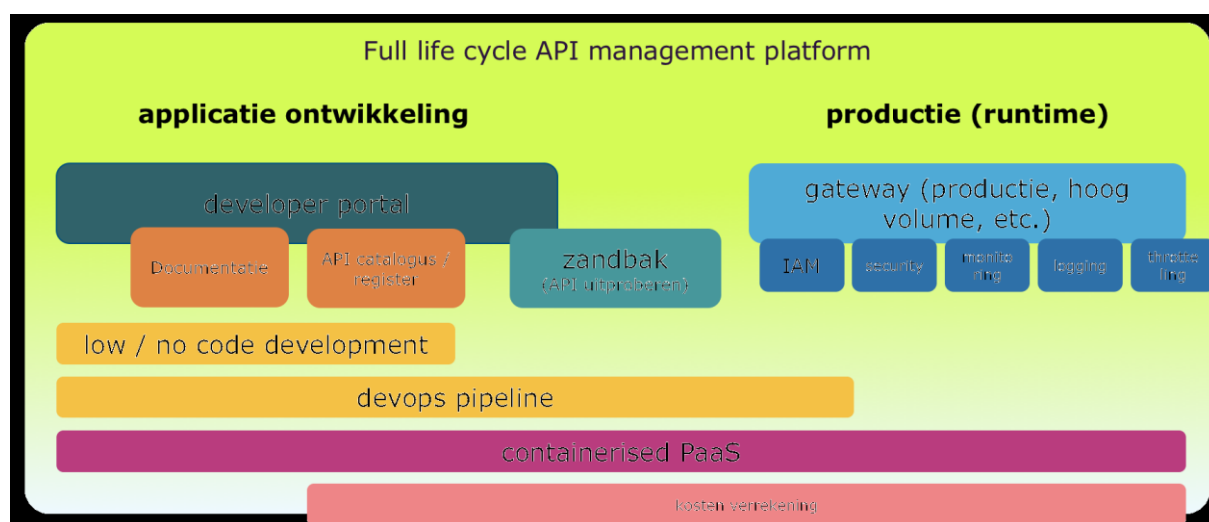 Full life cycle API management platform
applicatie ontwikkeling
productie (runtime)
developer portal
gateway (productie, hoog
volume, etc.)
Documentatie
API catalogus /
register
zandbak
(API uitproberen)
IAM
security
monito
ring
logging
throtte
ling
low / no code development
devops pipeline
containerised PaaS
kosten verrekening